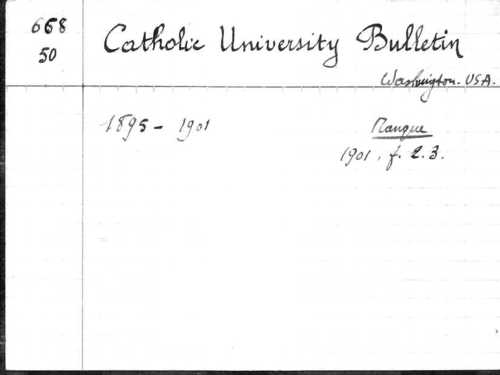 668
50
Catholic University Bulletin
Washington. USA.
1895 - 1901
Manque
1901. f. 2.3.